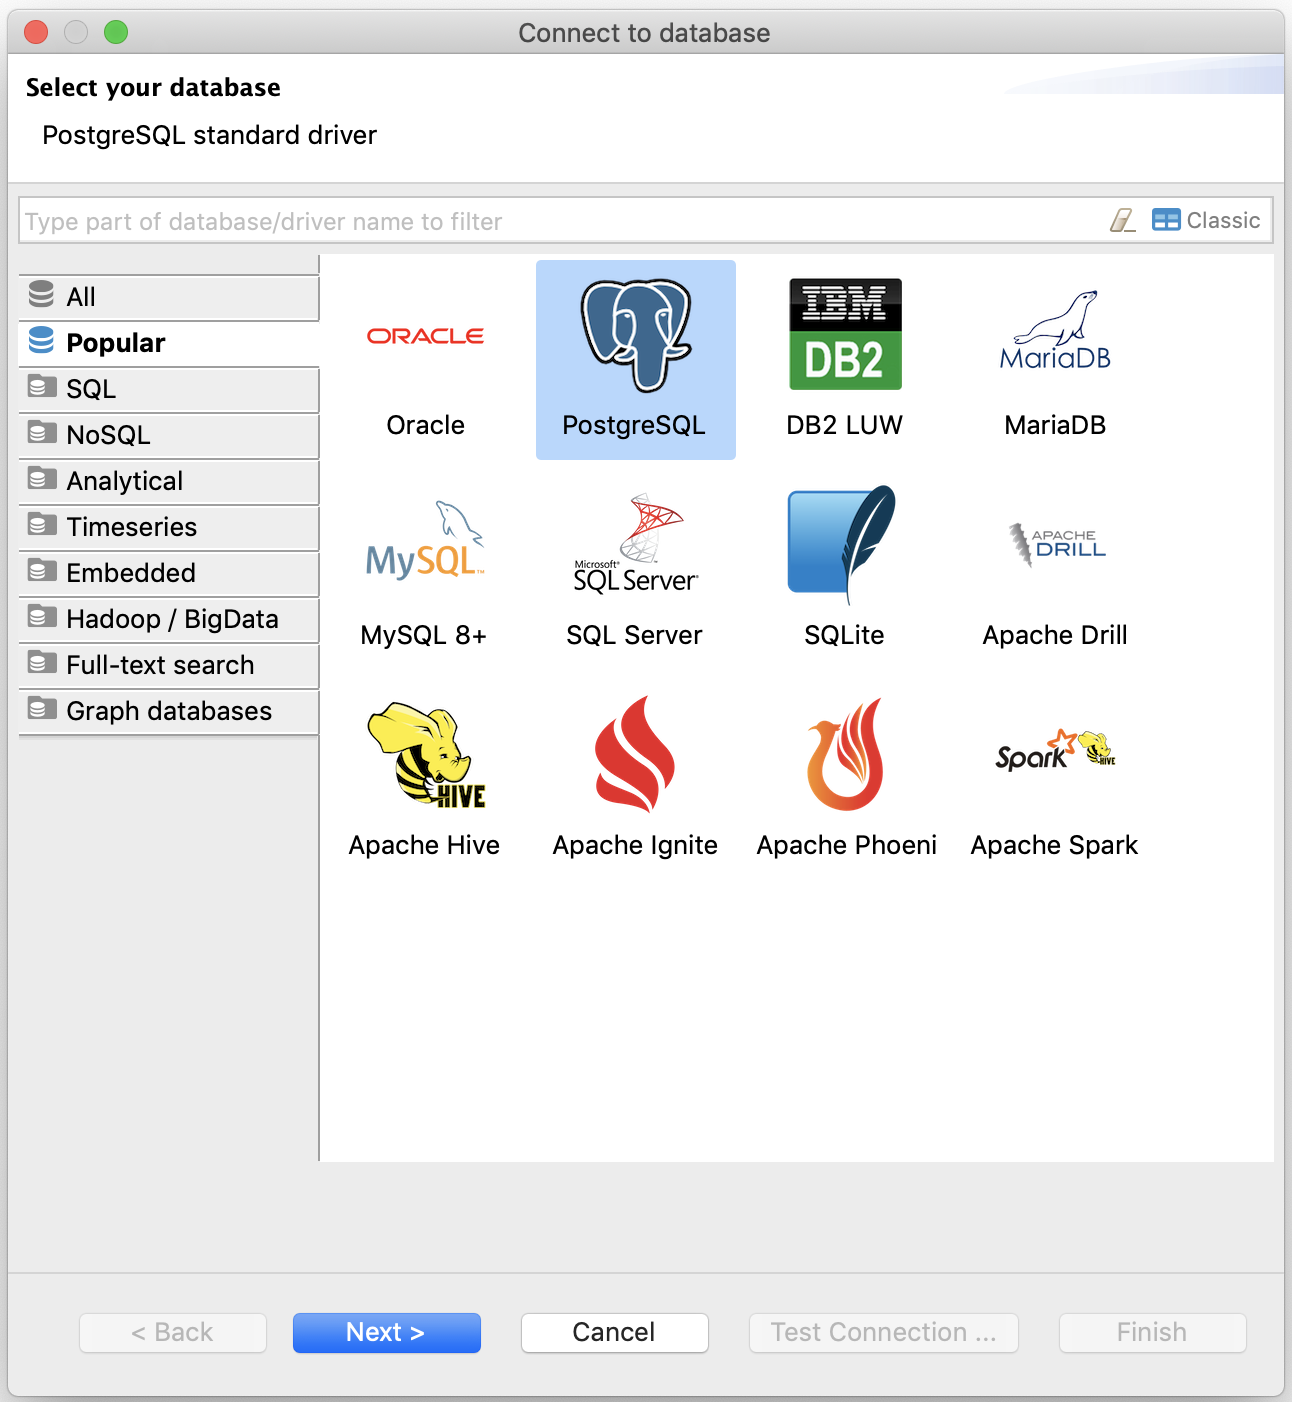 Connect to database
Select your database
PostgreSQL standard driver
Type part of database/driver name to filter
Classic
All
Popular
SQL
NoSQL
Analytical
Timeseries
Embedded
Hadoop / BigData
Full-text search
Graph databases
ORACLE
IBM
DB2
MariaDB
Oracle
PostgreSQL
DB2 LUW
MariaDB
MySQL™
Microsoft®
SQL Server®
APACHE
DRILL
MySQL 8+
SQL Server
SQLite
Apache Drill
HIVE
Spark
HIVE
Apache Hive
Apache Ignite
Apache Phoeni
Apache Spark
< Back
Next >
Cancel
Test Connection ...
Finish